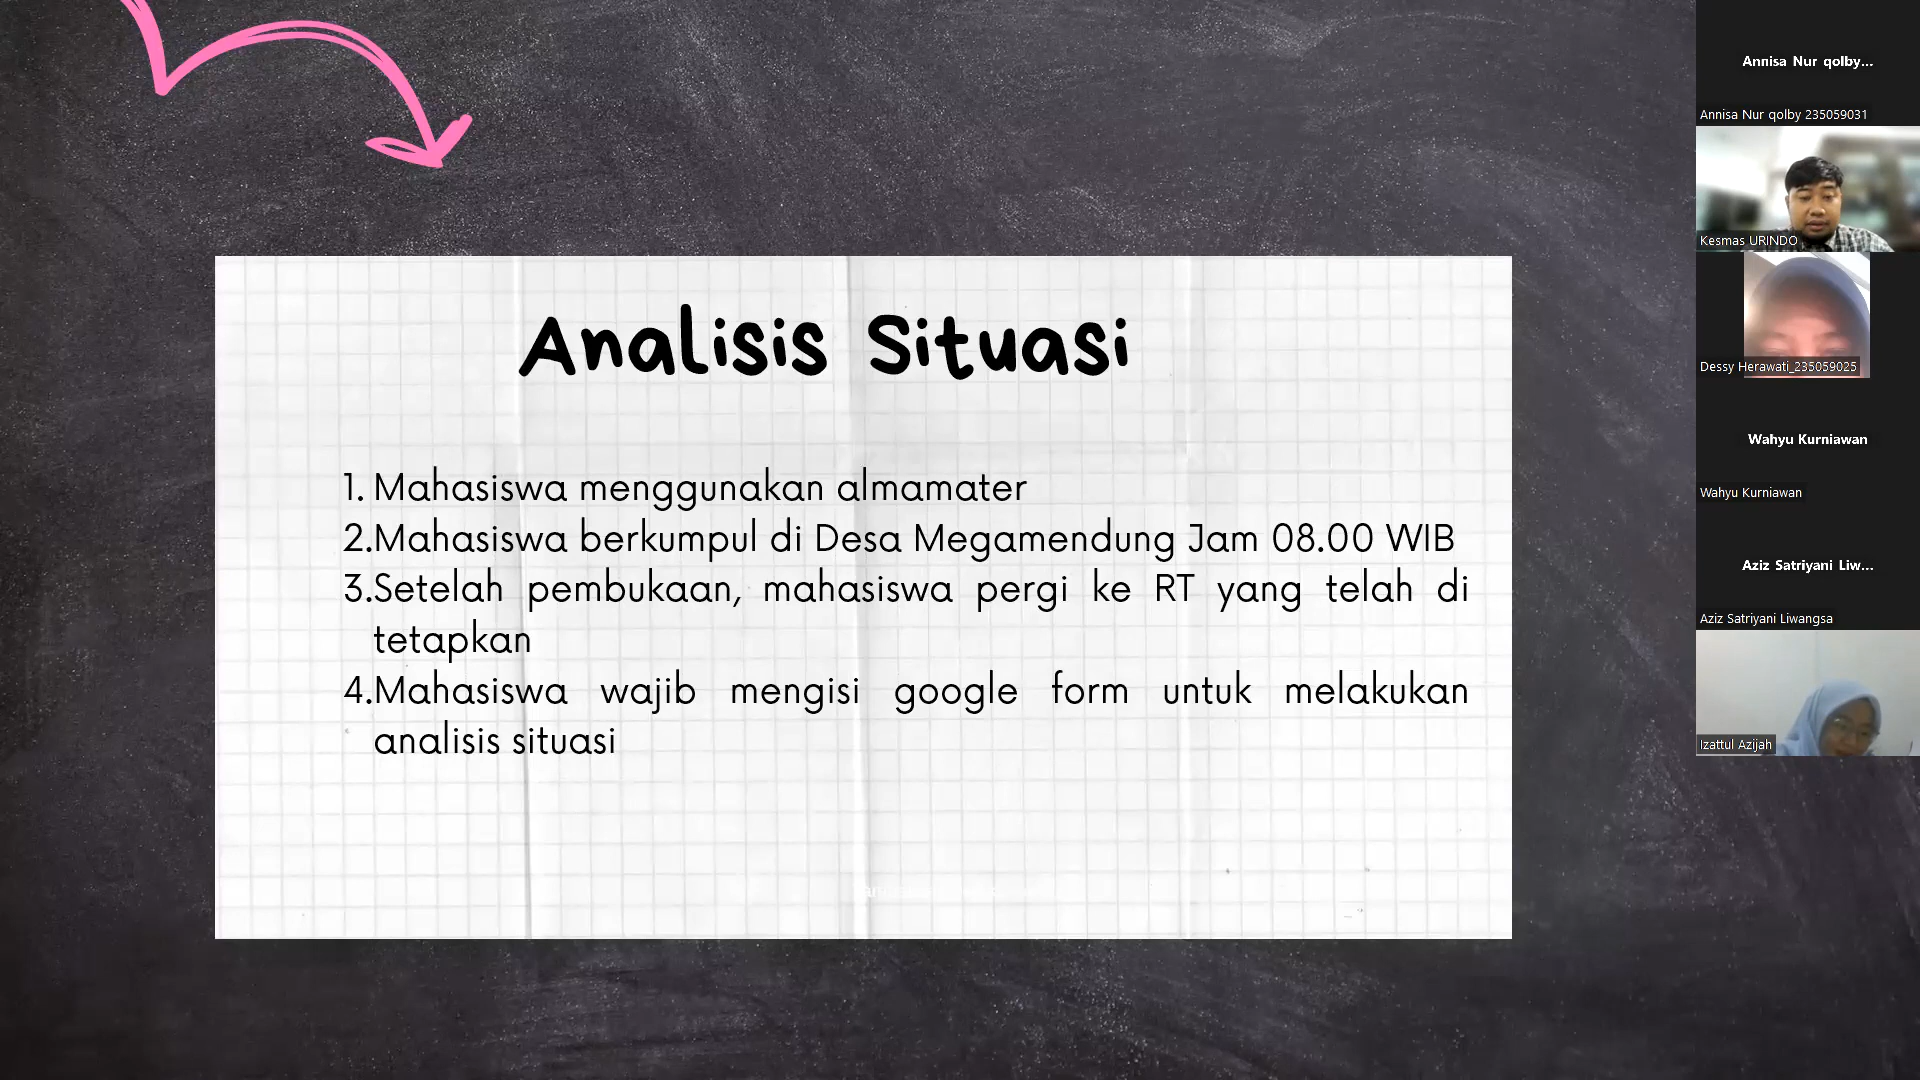 Analisis Situasi
1. Mahasiswa menggunakan almamater
2.Mahasiswa berkumpul di Desa Megamendung Jam 08.00 WIB
3.Setelah pembukaan, mahasiswa pergi ke RT yang telah di
tetapkan
4.Mahasiswa wajib mengisi google form untuk melakukan
analisis situasi
Annisa Nur qolby...
Annisa Nur qolby 235059031
Kesmas URINDO
Dessy Herawati_235059025
Wahyu Kurniawan
Wahyu Kurniawan
Aziz Satriyani Liw...
Aziz Satriyani Liwangsa
Izattul Azijah